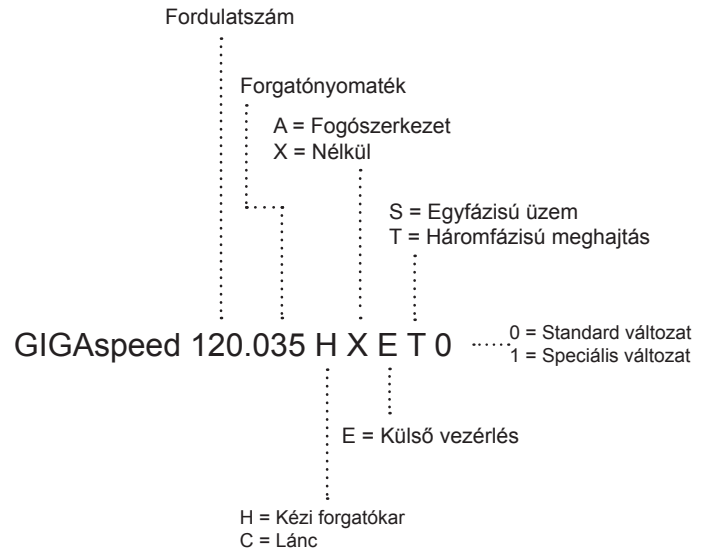 Fordulatszám
Forgatónyomaték
A = Fogószerkezet
X = Nélkül
S = Egyfázisú üzem
T = Háromfázisú meghajtás
GIGAspeed 120.035 H X E T 0
0 = Standard változat
1 = Speciális változat
E = Külső vezérlés
H = Kézi forgatókar
C = Lánc